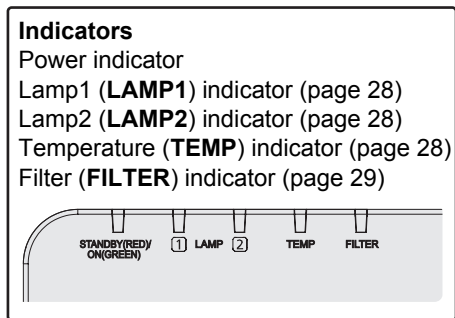 Indicators
Power indicator
Lamp1 (LAMP1) indicator (page 28)
Lamp2 (LAMP2) indicator (page 28)
Temperature (TEMP) indicator (page 28)
Filter (FILTER) indicator (page 29)
STANDBY(RED)/
ON(GREEN)
1 LAMP 2
TEMP
FILTER